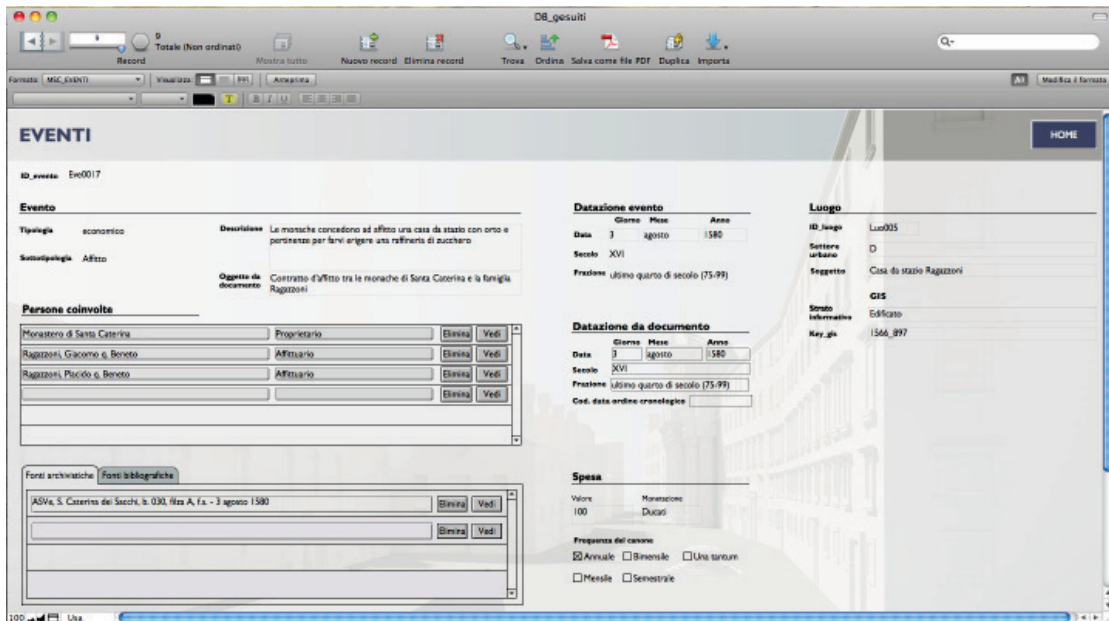 DB_gesuiti
9
9
Totale (Non ordinati)
Record
Mostra tutto
Nuovo record
Elimina record
Trova
Ordina
Salva come file PDF
Duplica
Importa
Formato: MSC_EVENTI
Visualizza:
Anteprima
Modifica il formato
T
B I U
EVENTI
HOME
ID_evento Eve0017
Evento
Tipologia economico
Sottotipologia Affitto
Descrizione Le monache concedono ad affitto una casa da stazio con orto e
pertinenze per farvi erigere una raffineria di zucchero
Oggetto da
documento
Contratto d'affitto tra le monache di Santa Caterina e la famiglia
Ragazzoni
Persone coinvolte
Monastero di Santa Caterina Proprietario Elimina Vedi
Ragazzoni, Giacomo q. Beneto Affittuario Elimina Vedi
Ragazzoni, Placido q. Beneto Affittuario Elimina Vedi
Elimina Vedi
Fonti archivistiche Fonti bibliografiche
ASVe, S. Caterina dei Sacchi, b. 030, filza A, f.s. - 3 agosto 1580 Elimina Vedi
Elimina Vedi
Datazione evento
Giorno Mese Anno
Data 3 agosto 1580
Secolo XVI
Frazione ultimo quarto di secolo (75-99)
Datazione da documento
Giorno Mese Anno
Data 3 agosto 1580
Secolo XVI
Frazione ultimo quarto di secolo (75-99)
Cod. data ordine cronologico
Spesa
Valore Monetazione
100 Ducati
Frequenza del canone
Annuale Bimensile Una tantum
Mensile Semestrale
Luogo
ID_luogo Luo005
Settore
urbano
D
Soggetto Casa da stazio Ragazzoni
GIS
Strato
informativo
Edificato
Key_gis 1566_897
100
Usa